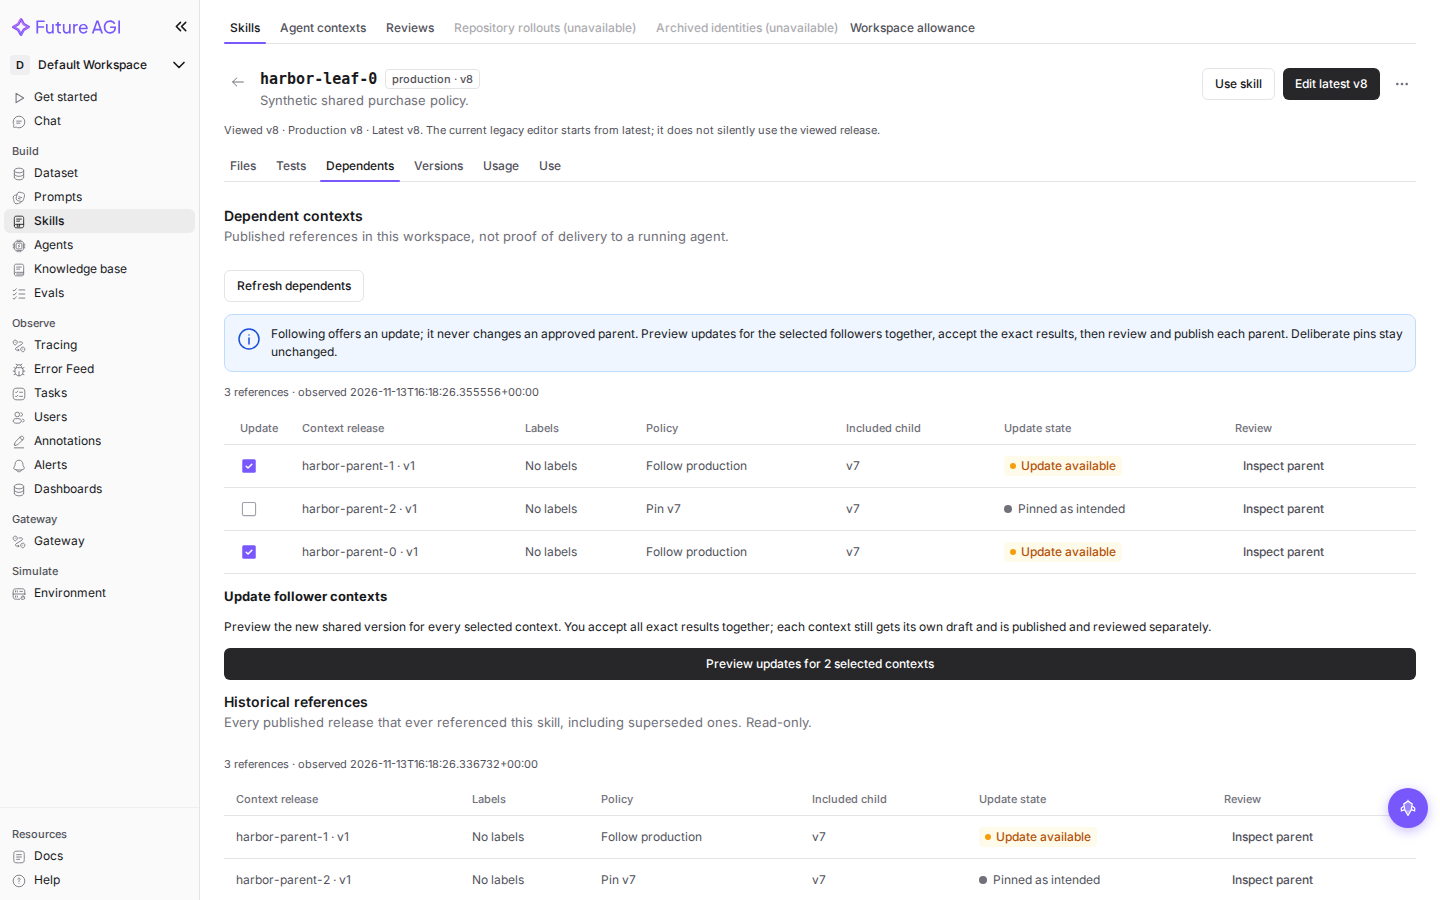 Future AGI
D Default Workspace
Get started
Chat
Build
Dataset
Prompts
Skills
Agents
Knowledge base
Evals
Observe
Tracing
Error Feed
Tasks
Users
Annotations
Alerts
Dashboards
Gateway
Gateway
Simulate
Environment
Resources
Docs
Help
Skills Agent contexts Reviews Repository rollouts (unavailable) Archived identities (unavailable) Workspace allowance
harbor-leaf-0 production · v8
Synthetic shared purchase policy.
Use skill Edit latest v8
Viewed v8 · Production v8 · Latest v8. The current legacy editor starts from latest; it does not silently use the viewed release.
Files Tests Dependents Versions Usage Use
Dependent contexts
Published references in this workspace, not proof of delivery to a running agent.
Refresh dependents
Following offers an update; it never changes an approved parent. Preview updates for the selected followers together, accept the exact results, then review and publish each parent. Deliberate pins stay
unchanged.
3 references · observed 2026-11-13T16:18:26.355556+00:00
Update Context release Labels Policy Included child Update state Review
harbor-parent-1 · v1 No labels Follow production v7 Update available Inspect parent
harbor-parent-2 · v1 No labels Pin v7 v7 Pinned as intended Inspect parent
harbor-parent-0 · v1 No labels Follow production v7 Update available Inspect parent
Update follower contexts
Preview the new shared version for every selected context. You accept all exact results together; each context still gets its own draft and is published and reviewed separately.
Preview updates for 2 selected contexts
Historical references
Every published release that ever referenced this skill, including superseded ones. Read-only.
3 references · observed 2026-11-13T16:18:26.336732+00:00
Context release Labels Policy Included child Update state Review
harbor-parent-1 · v1 No labels Follow production v7 Update available Inspect parent
harbor-parent-2 · v1 No labels Pin v7 v7 Pinned as intended Inspect parent